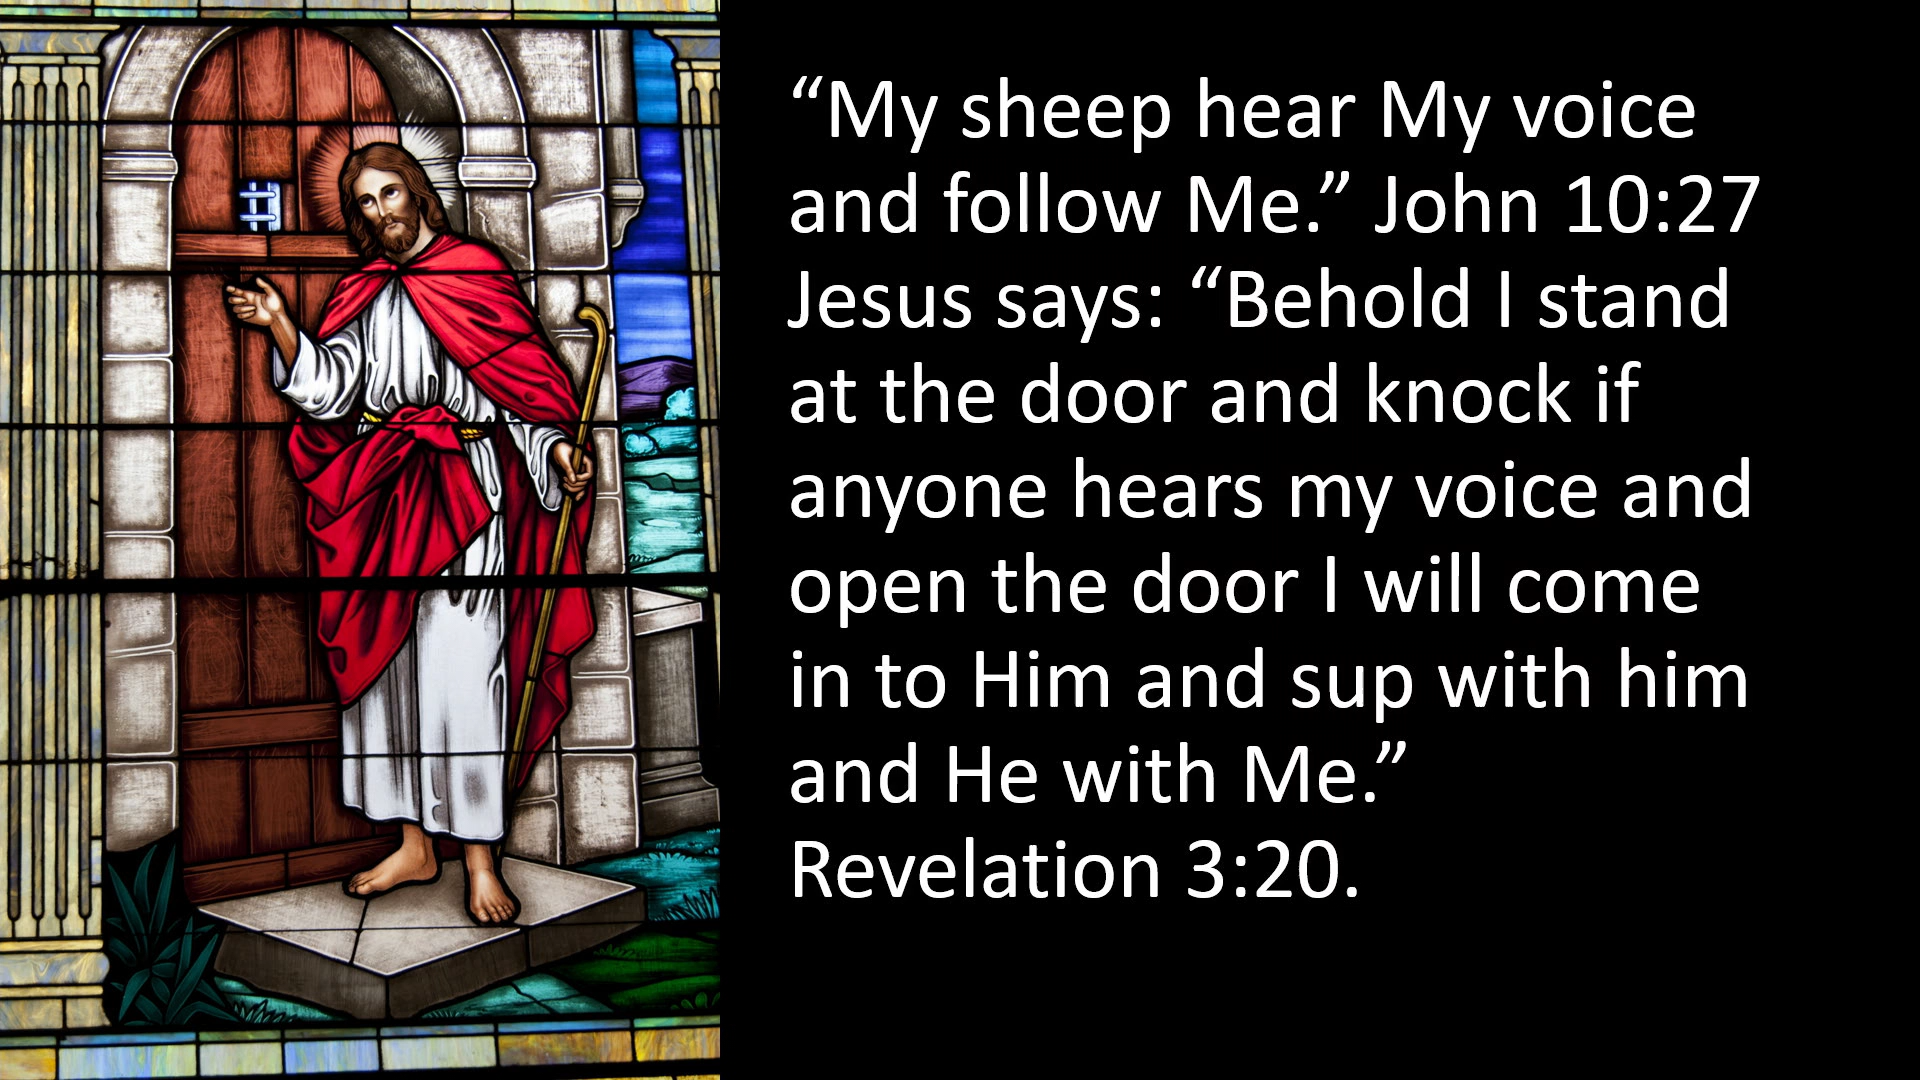 “My sheep hear My voice
and follow Me.” John 10:27
Jesus says: “Behold I stand
at the door and knock if
anyone hears my voice and
open the door I will come
in to Him and sup with him
and He with Me.”
Revelation 3:20.